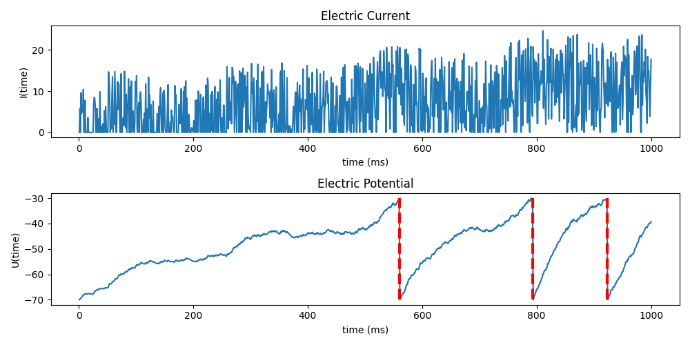 Electric Current
I(time)
20
10
0
0 200 400 600 800 1000
time (ms)
Electric Potential
U(time)
−30
−40
−50
−60
−70
0 200 400 600 800 1000
time (ms)